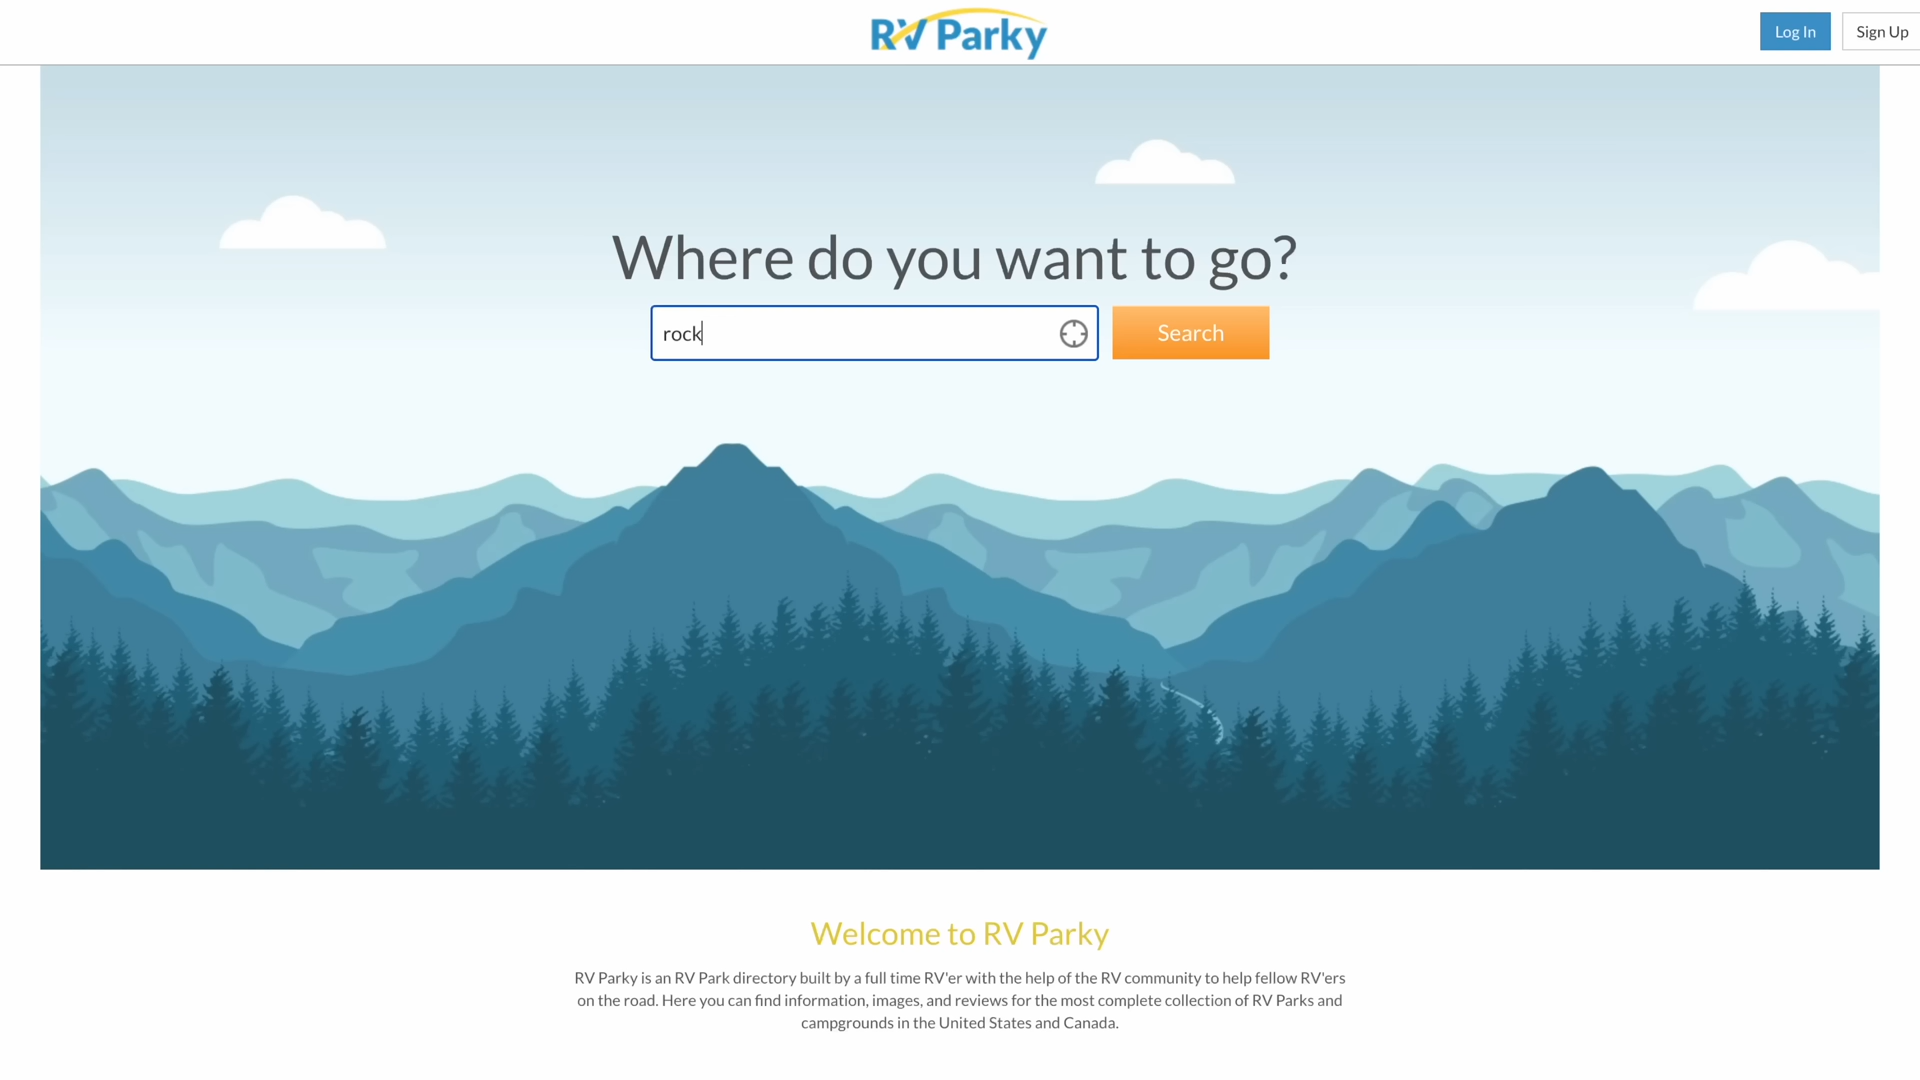 RV Parky
Log In
Sign Up
Where do you want to go?
rock
Search
Welcome to RV Parky
RV Parky is an RV Park directory built by a full time RV'er with the help of the RV community to help fellow RV'ers
on the road. Here you can find information, images, and reviews for the most complete collection of RV Parks and
campgrounds in the United States and Canada.